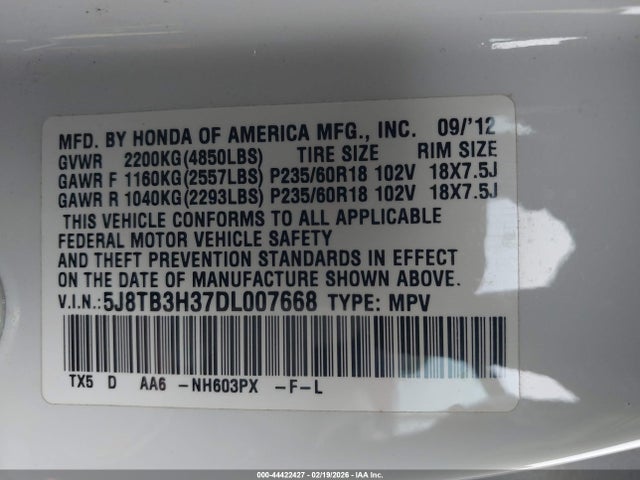 MFD. BY HONDA OF AMERICA MFG., INC. 09/'12
GVWR 2200KG(4850LBS) TIRE SIZE RIM SIZE
GAWR F 1160KG(2557LBS) P235/60R18 102V 18X7.5J
GAWR R 1040KG(2293LBS) P235/60R18 102V 18X7.5J
THIS VEHICLE CONFORMS TO ALL APPLICABLE
FEDERAL MOTOR VEHICLE SAFETY
AND THEFT PREVENTION STANDARDS IN EFFECT
ON THE DATE OF MANUFACTURE SHOWN ABOVE.
V.I.N.: 5J8TB3H37DL007668 TYPE: MPV
TX5 D AA6 -NH603PX -F-L
000-44422427 - 02/19/2026 - IAA Inc.